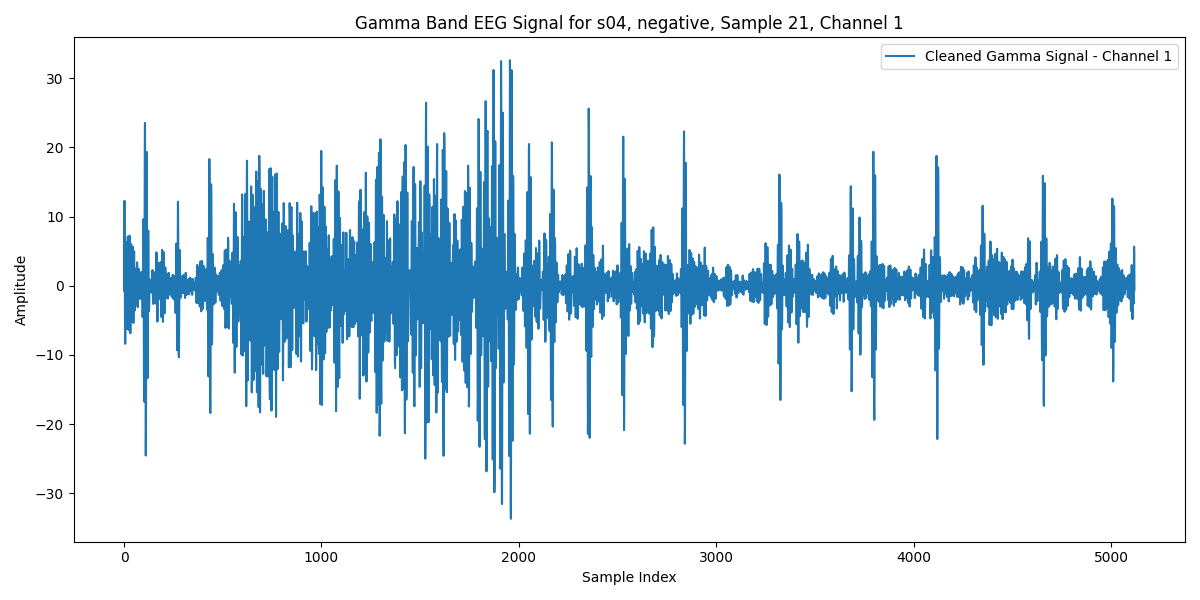 Gamma Band EEG Signal for s04, negative, Sample 21, Channel 1
Cleaned Gamma Signal - Channel 1
30
20
10
0
−10
−20
−30
Amplitude
0 1000 2000 3000 4000 5000
Sample Index